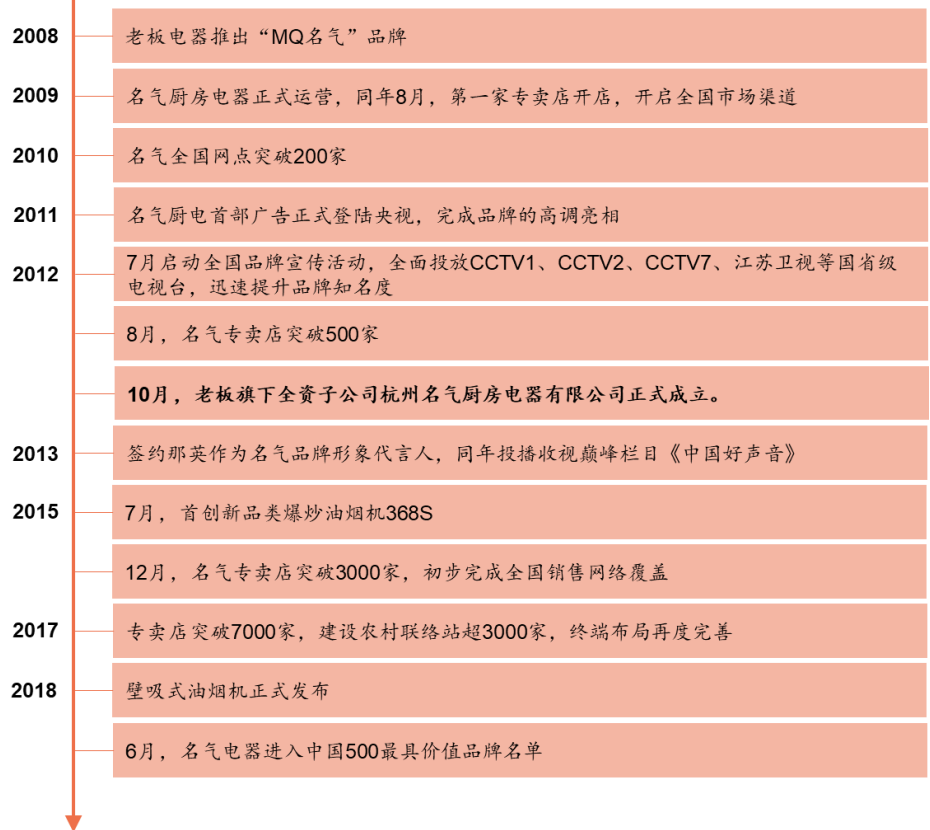 2008
老板电器推出“MQ名气”品牌
2009
名气厨房电器正式运营，同年8月，第一家专卖店开店，开启全国市场渠道
2010
名气全国网点突破200家
2011
名气厨电首部广告正式登陆央视，完成品牌的高调亮相
2012
7月启动全国品牌宣传活动，全面投放CCTV1、CCTV2、CCTV7、江苏卫视等国省级
电视台，迅速提升品牌知名度
8月，名气专卖店突破500家
10月，老板旗下全资子公司杭州名气厨房电器有限公司正式成立。
2013
签约那英作为名气品牌形象代言人，同年投播收视巅峰栏目《中国好声音》
2015
7月，首创新品类爆炒油烟机368S
12月，名气专卖店突破3000家，初步完成全国销售网络覆盖
2017
专卖店突破7000家，建设农村联络站超3000家，终端布局再度完善
2018
壁吸式油烟机正式发布
6月，名气电器进入中国500最具价值品牌名单